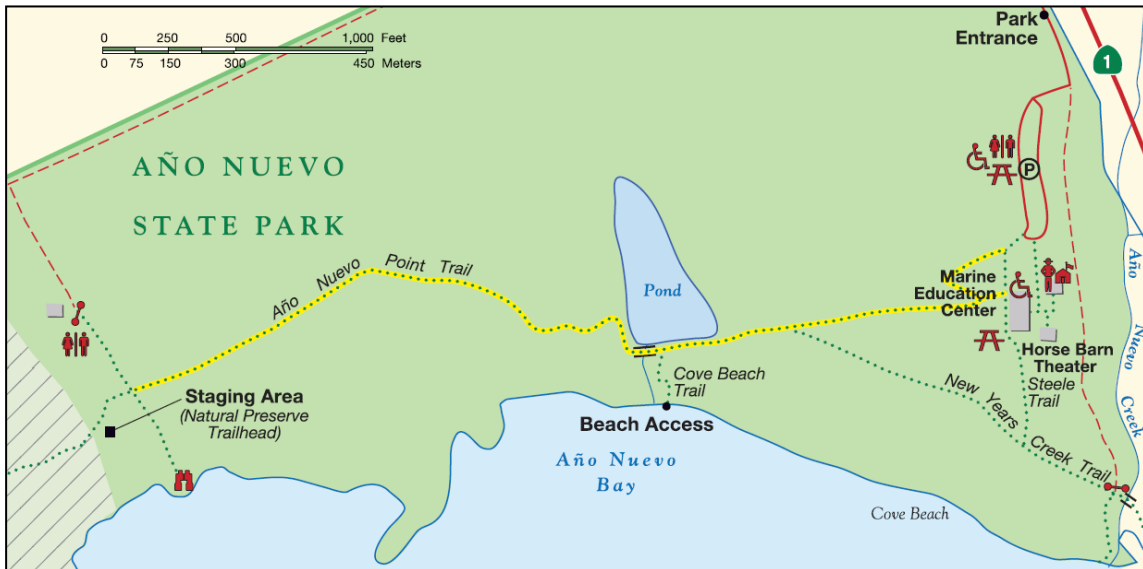 Park
Entrance
0 250 500 1,000 Feet
0 75 150 300 450 Meters
1
AÑO NUEVO
STATE PARK
P
Año Nuevo Point Trail
Pond
Marine
Education
Center
Año Nuevo Creek
Horse Barn
Theater
Steele
Trail
Cove Beach
Trail
Staging Area
(Natural Preserve
Trailhead)
Beach Access
New Years Creek Trail
Año Nuevo
Bay
Cove Beach